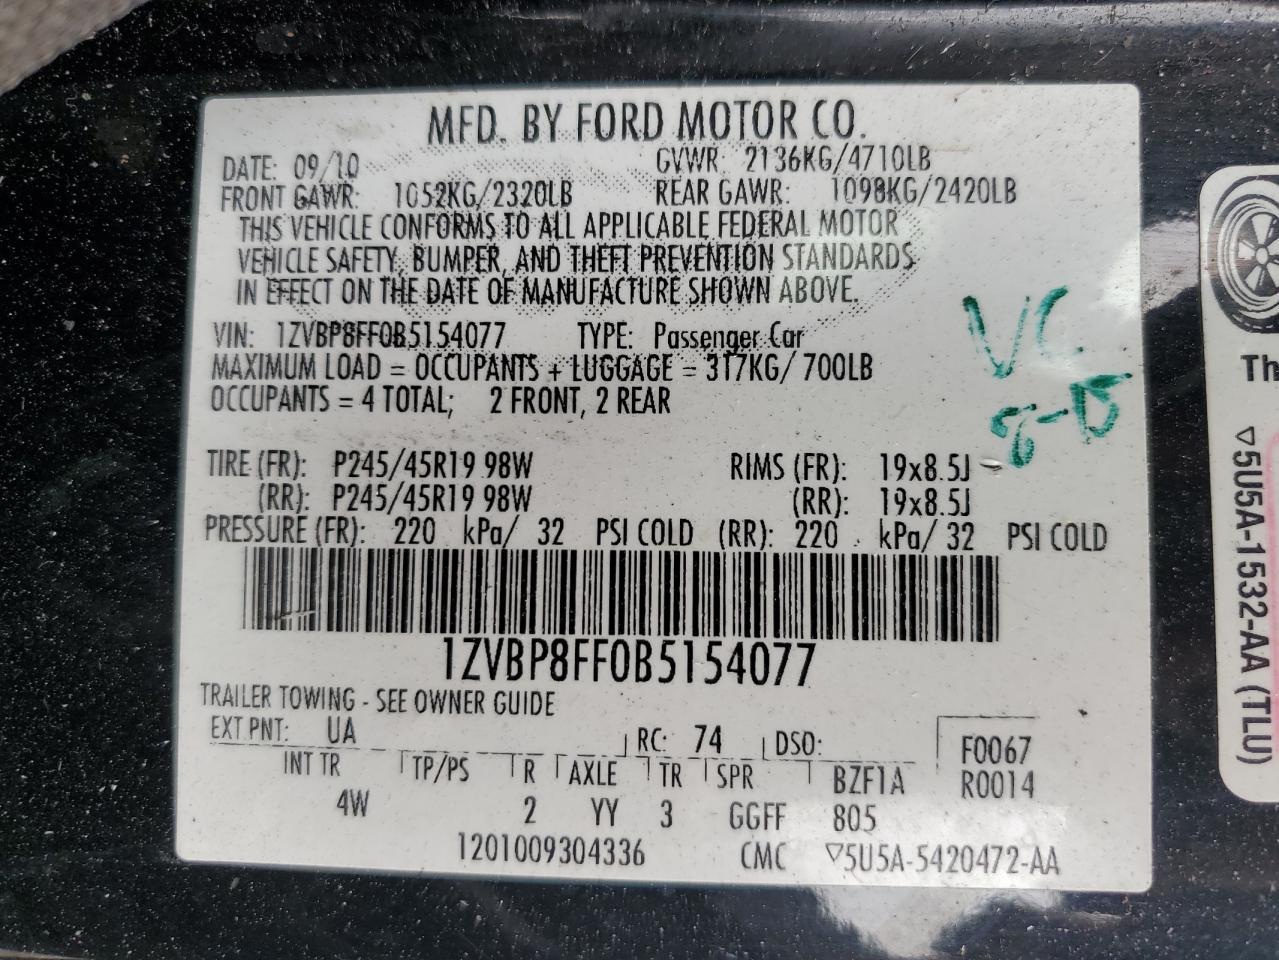 MFD. BY FORD MOTOR CO.
DATE: 09/10 GVWR: 2136KG/4710LB
FRONT GAWR: 1052KG/2320LB REAR GAWR: 1098KG/2420LB
THIS VEHICLE CONFORMS TO ALL APPLICABLE FEDERAL MOTOR
VEHICLE SAFETY, BUMPER, AND THEFT PREVENTION STANDARDS
IN EFFECT ON THE DATE OF MANUFACTURE SHOWN ABOVE.
VIN: 1ZVBP8FF0B5154077 TYPE: Passenger Car
MAXIMUM LOAD = OCCUPANTS + LUGGAGE = 317KG/ 700LB
OCCUPANTS = 4 TOTAL; 2 FRONT, 2 REAR
VC
8-15
TIRE (FR): P245/45R19 98W RIMS (FR): 19x8.5J
(RR): P245/45R19 98W (RR): 19x8.5J
PRESSURE (FR): 220 kPa/ 32 PSI COLD (RR): 220 kPa/ 32 PSI COLD
1ZVBP8FF0B5154077
TRAILER TOWING - SEE OWNER GUIDE
EXT PNT: UA RC: 74 DSO: F0067
INT TR TP/PS R AXLE TR SPR BZF1A R0014
4W 2 YY 3 GGFF 805
1201009304336 CMC ▽5U5A-5420472-AA
Th
▽5U5A-1532-AA (TLU)